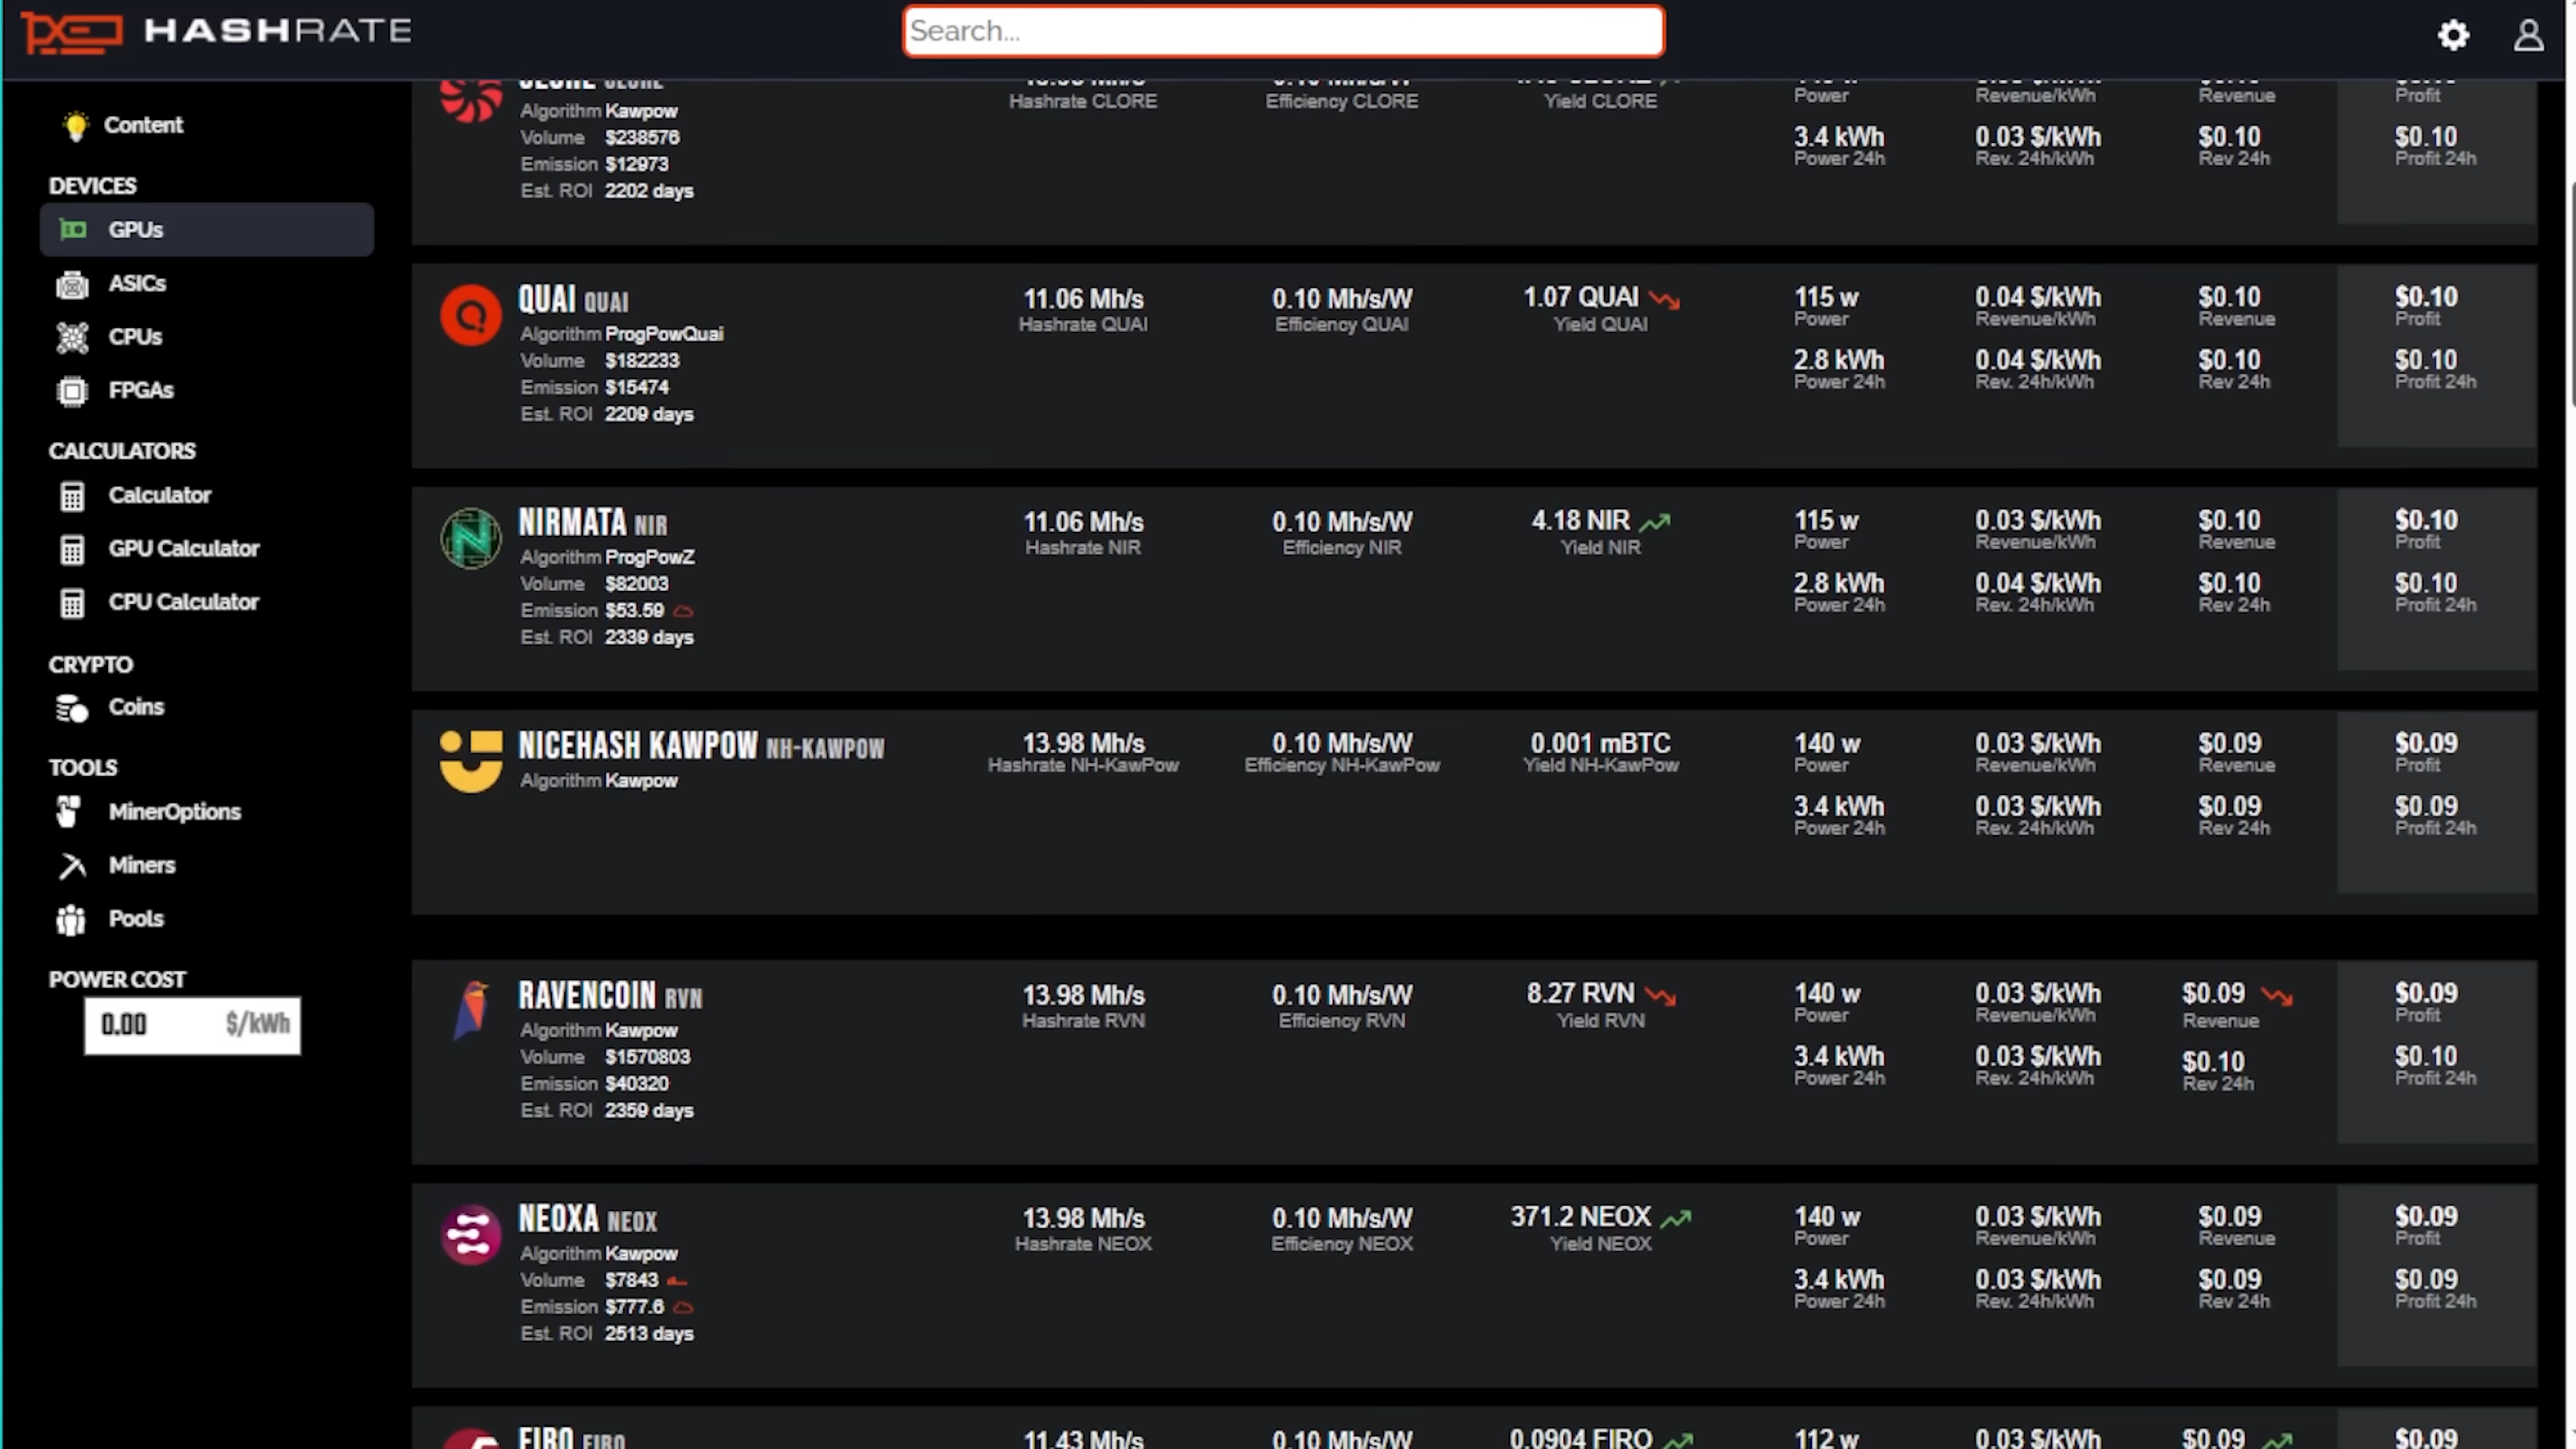 HASHRATE
Search...
Content
DEVICES
GPUs
ASICs
CPUs
FPGAs
CALCULATORS
Calculator
GPU Calculator
CPU Calculator
CRYPTO
Coins
TOOLS
MinerOptions
Miners
Pools
POWER COST
0.00 $/kWh
Algorithm Kawpow
Volume $238576
Emission $12973
Est. ROI 2202 days
Hashrate CLORE
Efficiency CLORE
Yield CLORE
Power
3.4 kWh
Power 24h
Revenue/kWh
0.03 $/kWh
Rev. 24h/kWh
Revenue
$0.10
Rev 24h
Profit
$0.10
Profit 24h
QUAI QUAI
Algorithm ProgPowQuai
Volume $182233
Emission $15474
Est. ROI 2209 days
11.06 Mh/s
Hashrate QUAI
0.10 Mh/s/W
Efficiency QUAI
1.07 QUAI
Yield QUAI
115 w
Power
2.8 kWh
Power 24h
0.04 $/kWh
Revenue/kWh
0.04 $/kWh
Rev. 24h/kWh
$0.10
Revenue
$0.10
Rev 24h
$0.10
Profit
$0.10
Profit 24h
NIRMATA NIR
Algorithm ProgPowZ
Volume $82003
Emission $53.59
Est. ROI 2339 days
11.06 Mh/s
Hashrate NIR
0.10 Mh/s/W
Efficiency NIR
4.18 NIR
Yield NIR
115 w
Power
2.8 kWh
Power 24h
0.03 $/kWh
Revenue/kWh
0.04 $/kWh
Rev. 24h/kWh
$0.10
Revenue
$0.10
Rev 24h
$0.10
Profit
$0.10
Profit 24h
NICEHASH KAWPOW NH-KAWPOW
Algorithm Kawpow
13.98 Mh/s
Hashrate NH-KawPow
0.10 Mh/s/W
Efficiency NH-KawPow
0.001 mBTC
Yield NH-KawPow
140 w
Power
3.4 kWh
Power 24h
0.03 $/kWh
Revenue/kWh
0.03 $/kWh
Rev. 24h/kWh
$0.09
Revenue
$0.09
Rev 24h
$0.09
Profit
$0.09
Profit 24h
RAVENCOIN RVN
Algorithm Kawpow
Volume $1570803
Emission $40320
Est. ROI 2359 days
13.98 Mh/s
Hashrate RVN
0.10 Mh/s/W
Efficiency RVN
8.27 RVN
Yield RVN
140 w
Power
3.4 kWh
Power 24h
0.03 $/kWh
Revenue/kWh
0.03 $/kWh
Rev. 24h/kWh
$0.09
Revenue
$0.10
Rev 24h
$0.09
Profit
$0.10
Profit 24h
NEOXA NEOX
Algorithm Kawpow
Volume $7843
Emission $777.6
Est. ROI 2513 days
13.98 Mh/s
Hashrate NEOX
0.10 Mh/s/W
Efficiency NEOX
371.2 NEOX
Yield NEOX
140 w
Power
3.4 kWh
Power 24h
0.03 $/kWh
Revenue/kWh
0.03 $/kWh
Rev. 24h/kWh
$0.09
Revenue
$0.09
Rev 24h
$0.09
Profit
$0.09
Profit 24h
FIRO FIRO
11.43 Mh/s
0.10 Mh/s/W
0.0904 FIRO
112 w
0.03 $/kWh
$0.09
$0.09